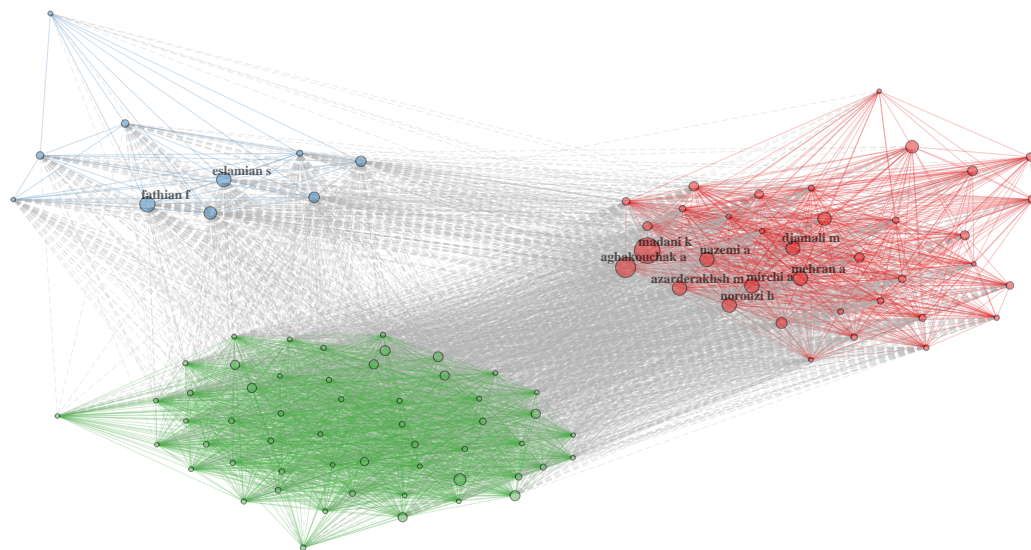 eslamian s
fathian f
madani k
djamali m
nazemi a
aghakouchak a
mehran a
mirchi a
azarderakhsh m
norouzi h